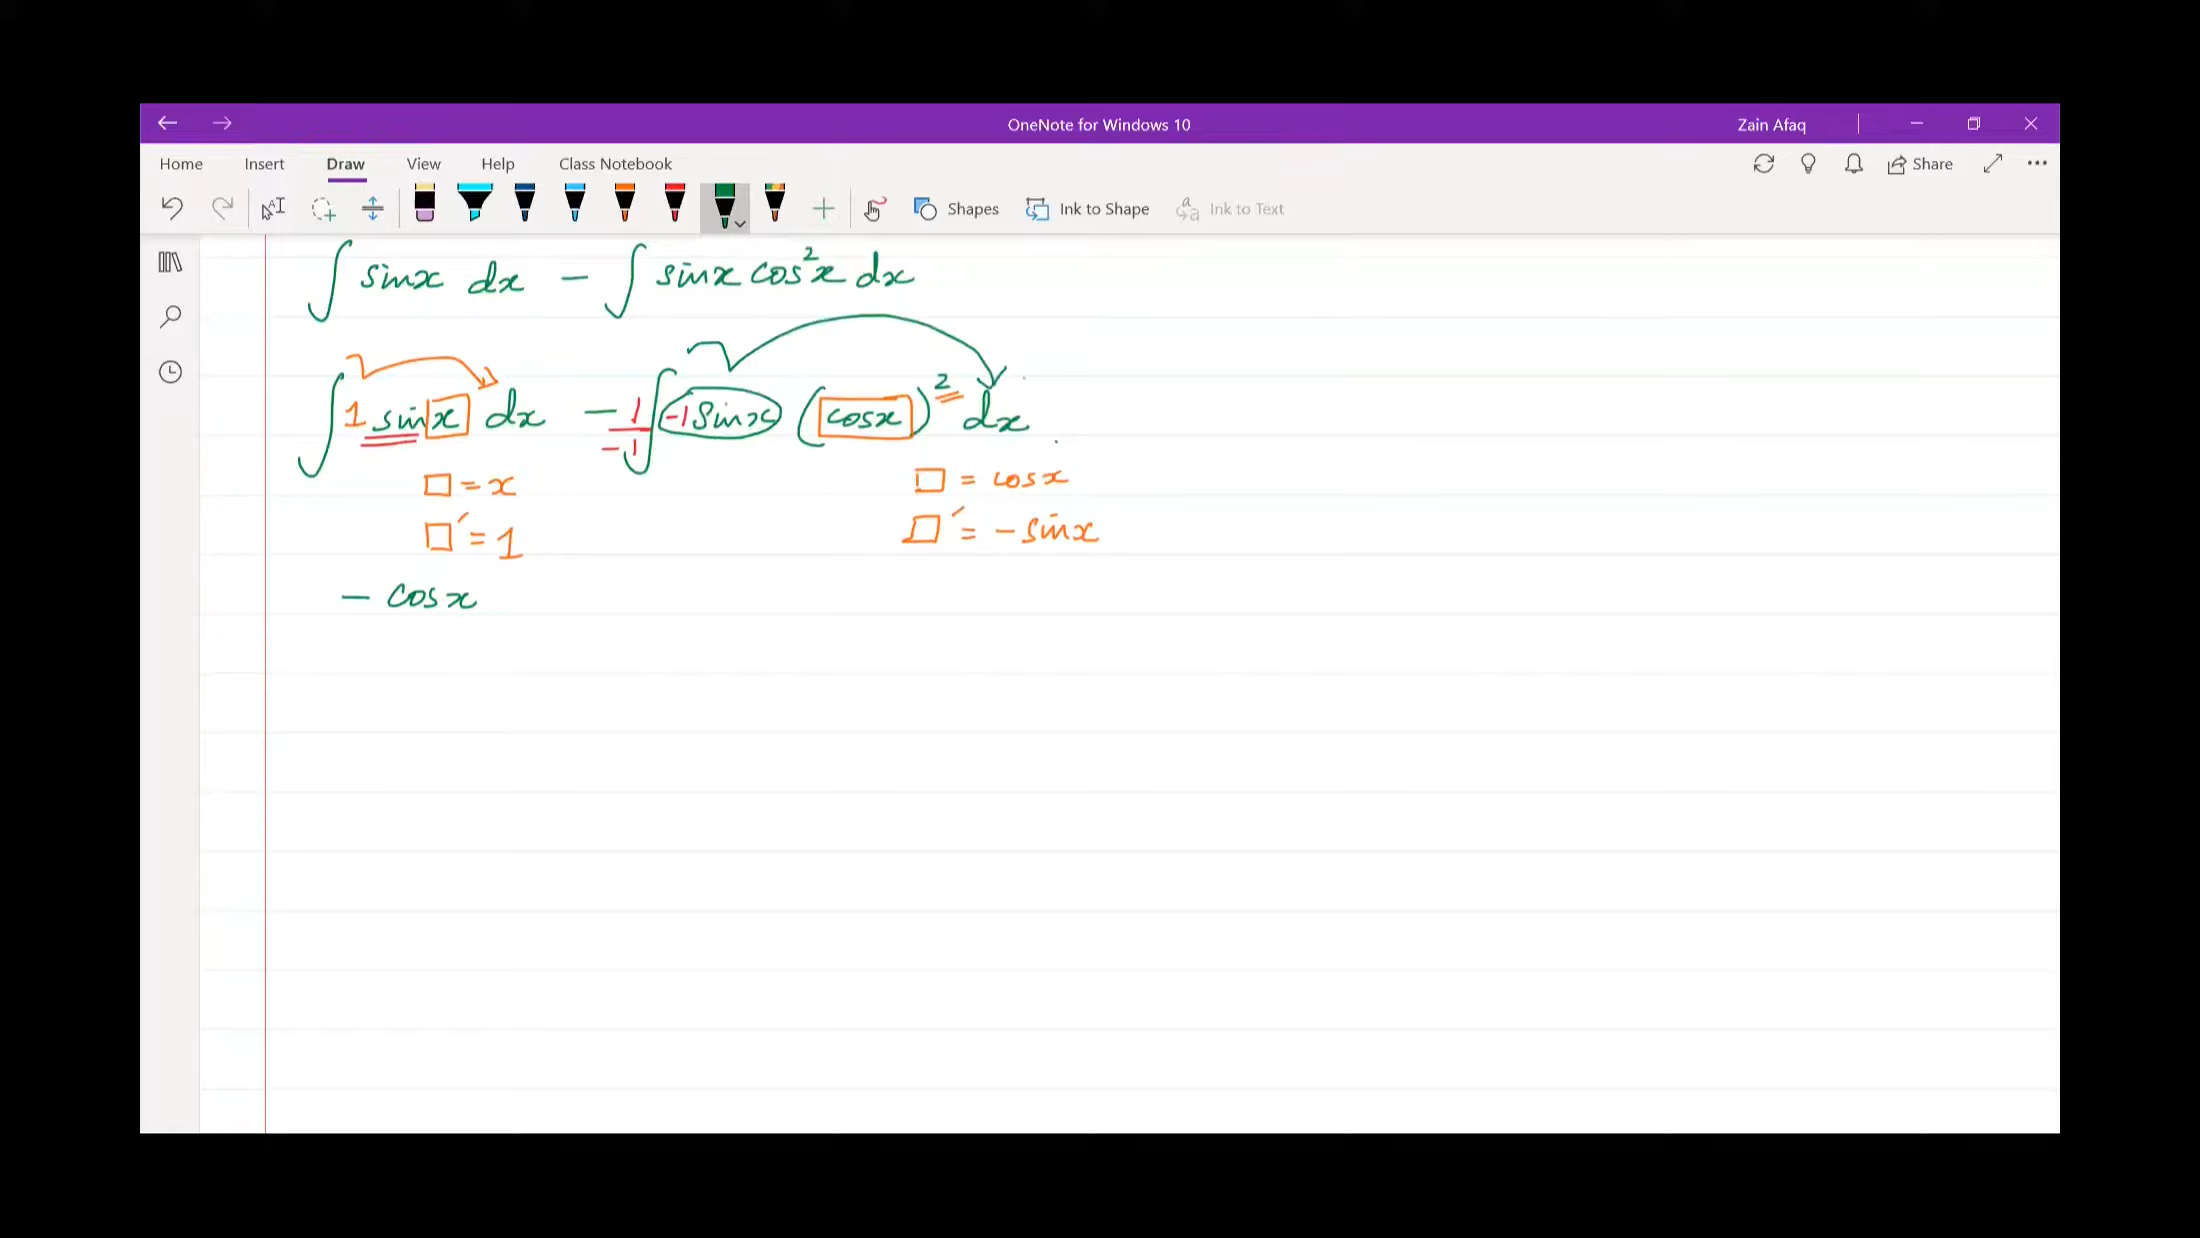 OneNote for Windows 10 Zain Afaq
Home Insert Draw View Help Class Notebook Share
Shapes Ink to Shape Ink to Text
∫ sinx dx − ∫ sinx cos²x dx
∫ 1 sin x dx − 1/−1 ∫ −1 Sinx (cosx)² dx
□ = x □ = cosx
□′ = 1 □′ = − sinx
− cosx